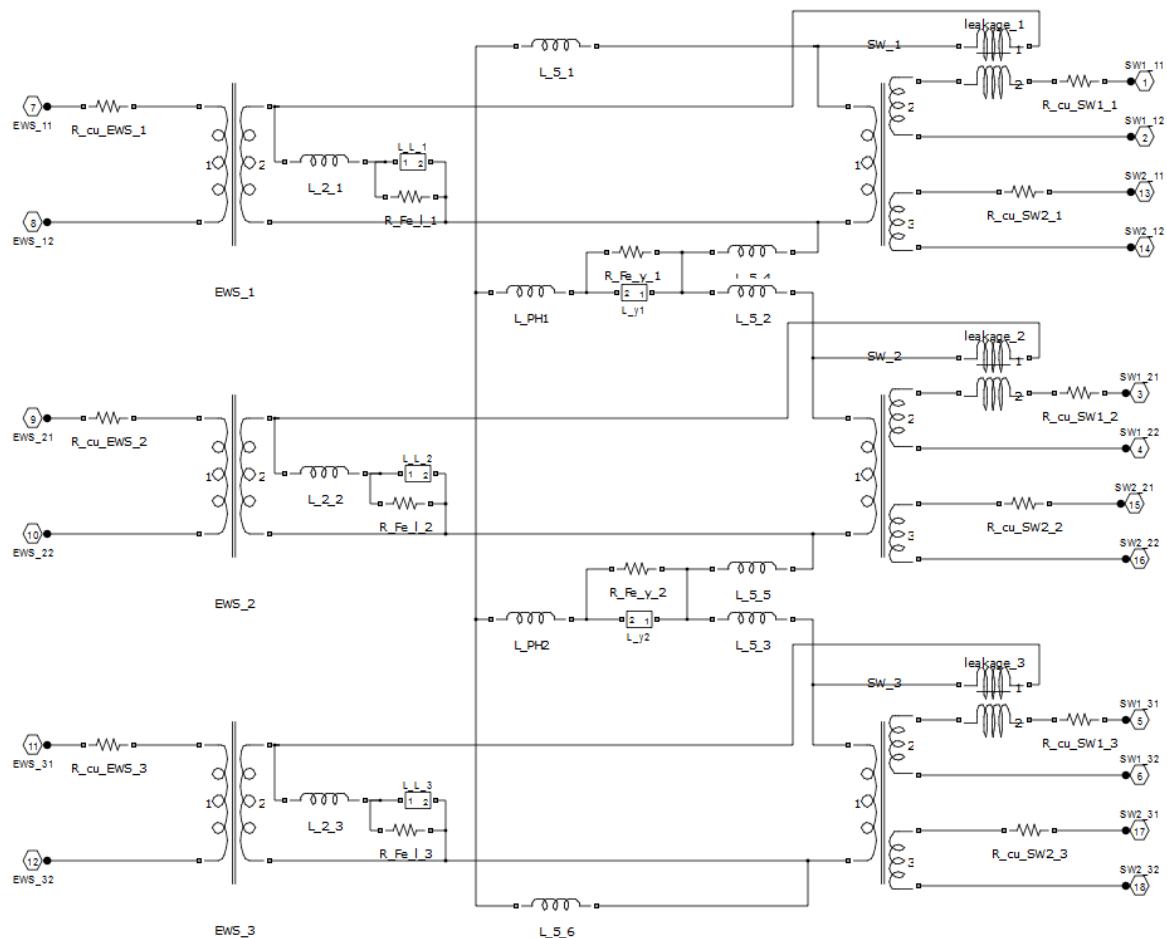 leakage_1
SW_1
L_5_1
1
SW1_11
7
EWS_11
R_cu_EWS_1
2
2
R_cu_SW1_1
1
SW1_12
2
L_L_1
1 2
1
2
L_2_1
R_Fe_l_1
SW2_11
13
R_cu_SW2_1
8
EWS_12
3
SW2_12
14
R_Fe_y_1
EWS_1
L_PH1
2 1
L_y1
L_5_2
leakage_2
SW_2
1
SW1_21
9
EWS_21
R_cu_EWS_2
2
2
R_cu_SW1_2
3
SW1_22
4
L_L_2
1 2
1
2
L_2_2
R_Fe_l_2
SW2_21
15
R_cu_SW2_2
10
EWS_22
3
SW2_22
16
R_Fe_y_2
L_5_5
EWS_2
L_PH2
2 1
L_y2
L_5_3
leakage_3
SW_3
1
SW1_31
11
EWS_31
R_cu_EWS_3
2
2
R_cu_SW1_3
5
SW1_32
6
L_L_3
1 2
1
2
L_2_3
R_Fe_l_3
SW2_31
17
R_cu_SW2_3
12
EWS_32
3
SW2_32
18
EWS_3
L_5_6